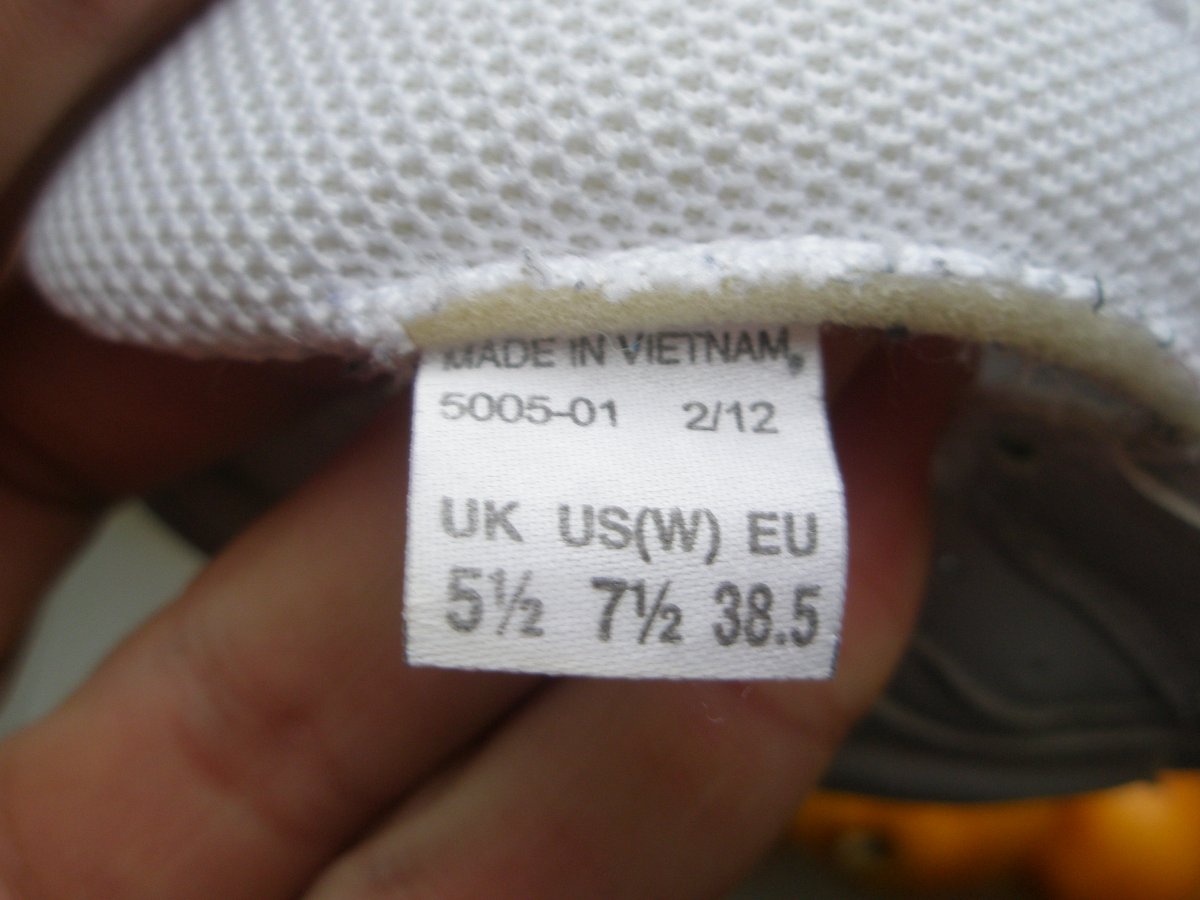 MADE IN VIETNAM
5005-01 2/12
UK US(W) EU
5½ 7½ 38.5